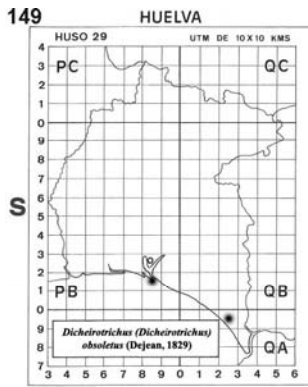 149 HUELVA
HUSO 29 UTM DE 10X10 KMS
4 PC QC
3
2
1
0
9
8
7
6
S
5
4
3
2
1 PB QB
0
9
8 Dicheirotrichus (Dicheirotrichus)
obsoletus (Dejean, 1829) QA
7
3 4 5 6 7 8 9 0 1 2 3 4 5 6